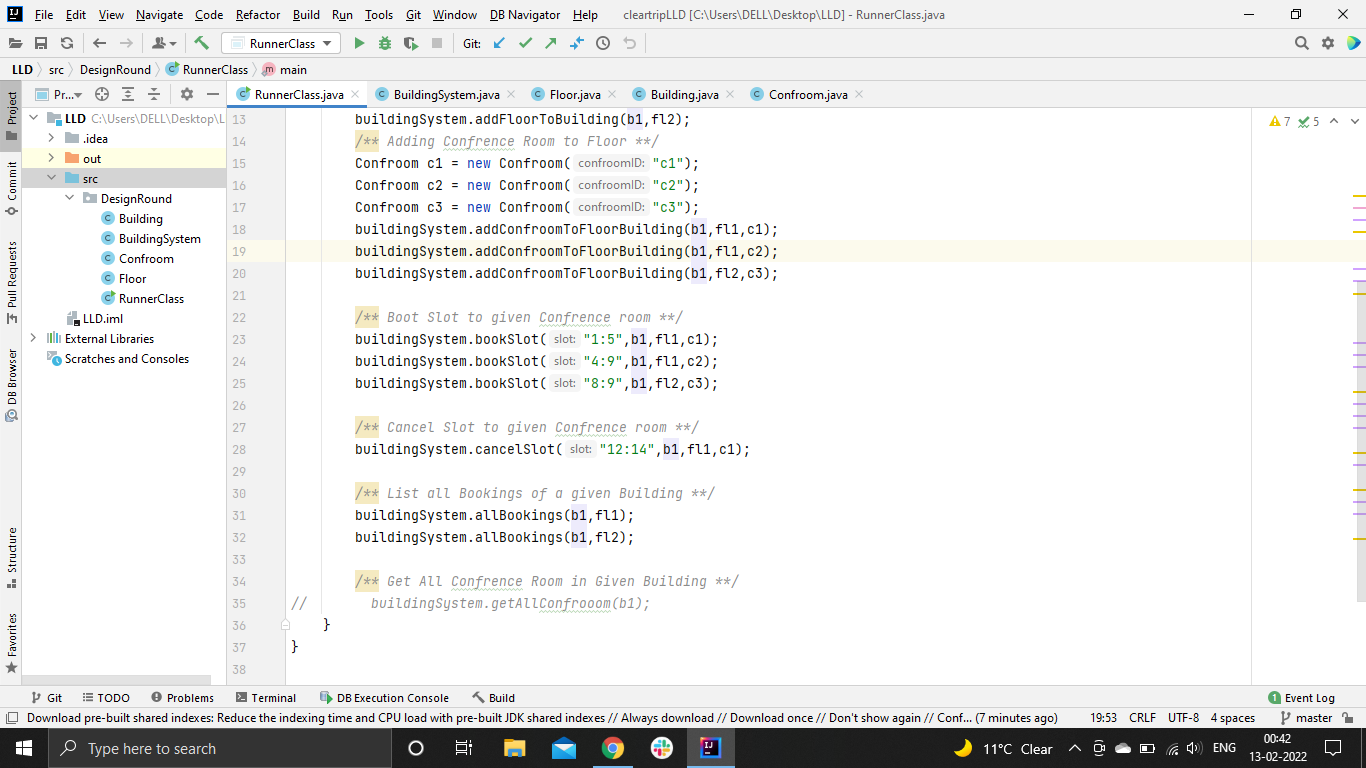 File Edit View Navigate Code Refactor Build Run Tools Git Window DB Navigator Help cleartripLLD [C:\Users\DELL\Desktop\LLD] - RunnerClass.java
RunnerClass Git:
LLD src DesignRound RunnerClass main
Project Pr... RunnerClass.java BuildingSystem.java Floor.java Building.java Confroom.java
LLD C:\Users\DELL\Desktop\L
.idea
out
src
DesignRound
Building
BuildingSystem
Confroom
Floor
RunnerClass
LLD.iml
External Libraries
Scratches and Consoles
Commit
Pull Requests
DB Browser
Structure
Favorites
7 5
13 buildingSystem.addFloorToBuilding(b1,fl2);
14 /** Adding Confrence Room to Floor **/
15 Confroom c1 = new Confroom( confroomID: "c1");
16 Confroom c2 = new Confroom( confroomID: "c2");
17 Confroom c3 = new Confroom( confroomID: "c3");
18 buildingSystem.addConfroomToFloorBuilding(b1,fl1,c1);
19 buildingSystem.addConfroomToFloorBuilding(b1,fl1,c2);
20 buildingSystem.addConfroomToFloorBuilding(b1,fl2,c3);
21
22 /** Boot Slot to given Confrence room **/
23 buildingSystem.bookSlot( slot: "1:5",b1,fl1,c1);
24 buildingSystem.bookSlot( slot: "4:9",b1,fl1,c2);
25 buildingSystem.bookSlot( slot: "8:9",b1,fl2,c3);
26
27 /** Cancel Slot to given Confrence room **/
28 buildingSystem.cancelSlot( slot: "12:14",b1,fl1,c1);
29
30 /** List all Bookings of a given Building **/
31 buildingSystem.allBookings(b1,fl1);
32 buildingSystem.allBookings(b1,fl2);
33
34 /** Get All Confrence Room in Given Building **/
35 // buildingSystem.getAllConfrooom(b1);
36 }
37 }
38
Git TODO Problems Terminal DB Execution Console Build 1 Event Log
Download pre-built shared indexes: Reduce the indexing time and CPU load with pre-built JDK shared indexes // Always download // Download once // Don't show again // Conf... (7 minutes ago) 19:53 CRLF UTF-8 4 spaces master
Type here to search 11°C Clear ENG 00:42
13-02-2022